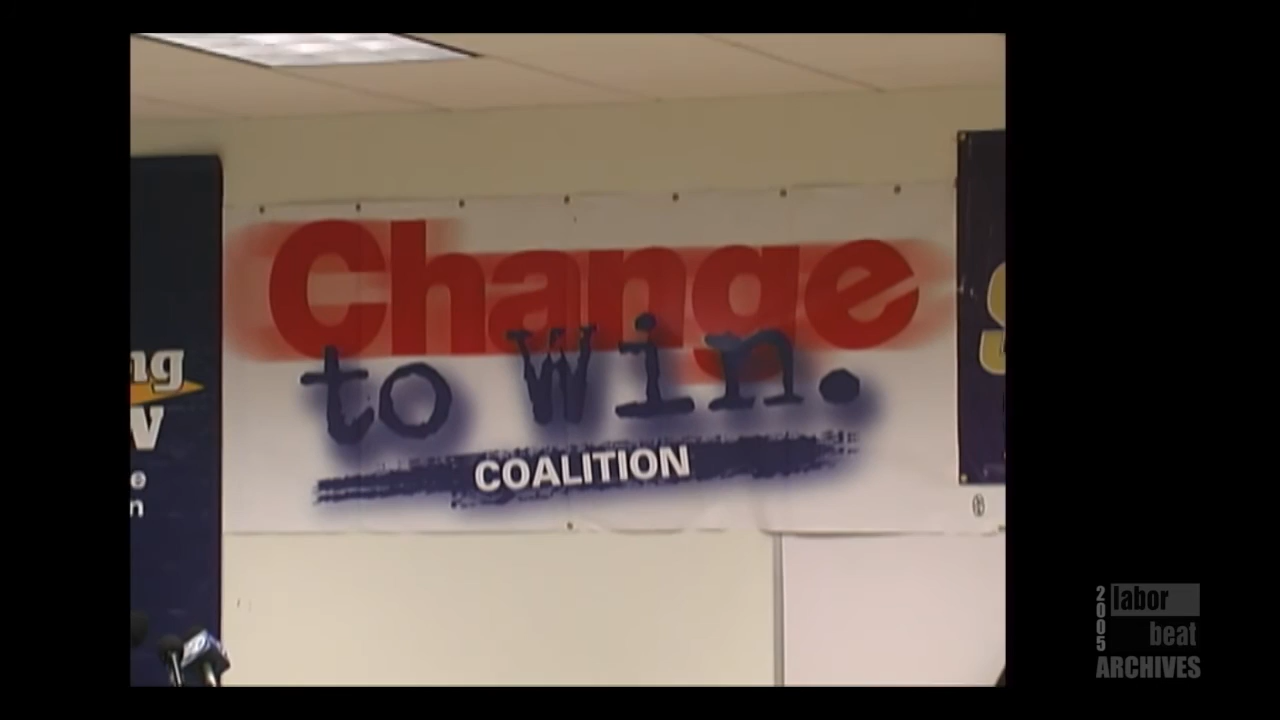 Change
to Win.
COALITION
2005
labor
beat
ARCHIVES